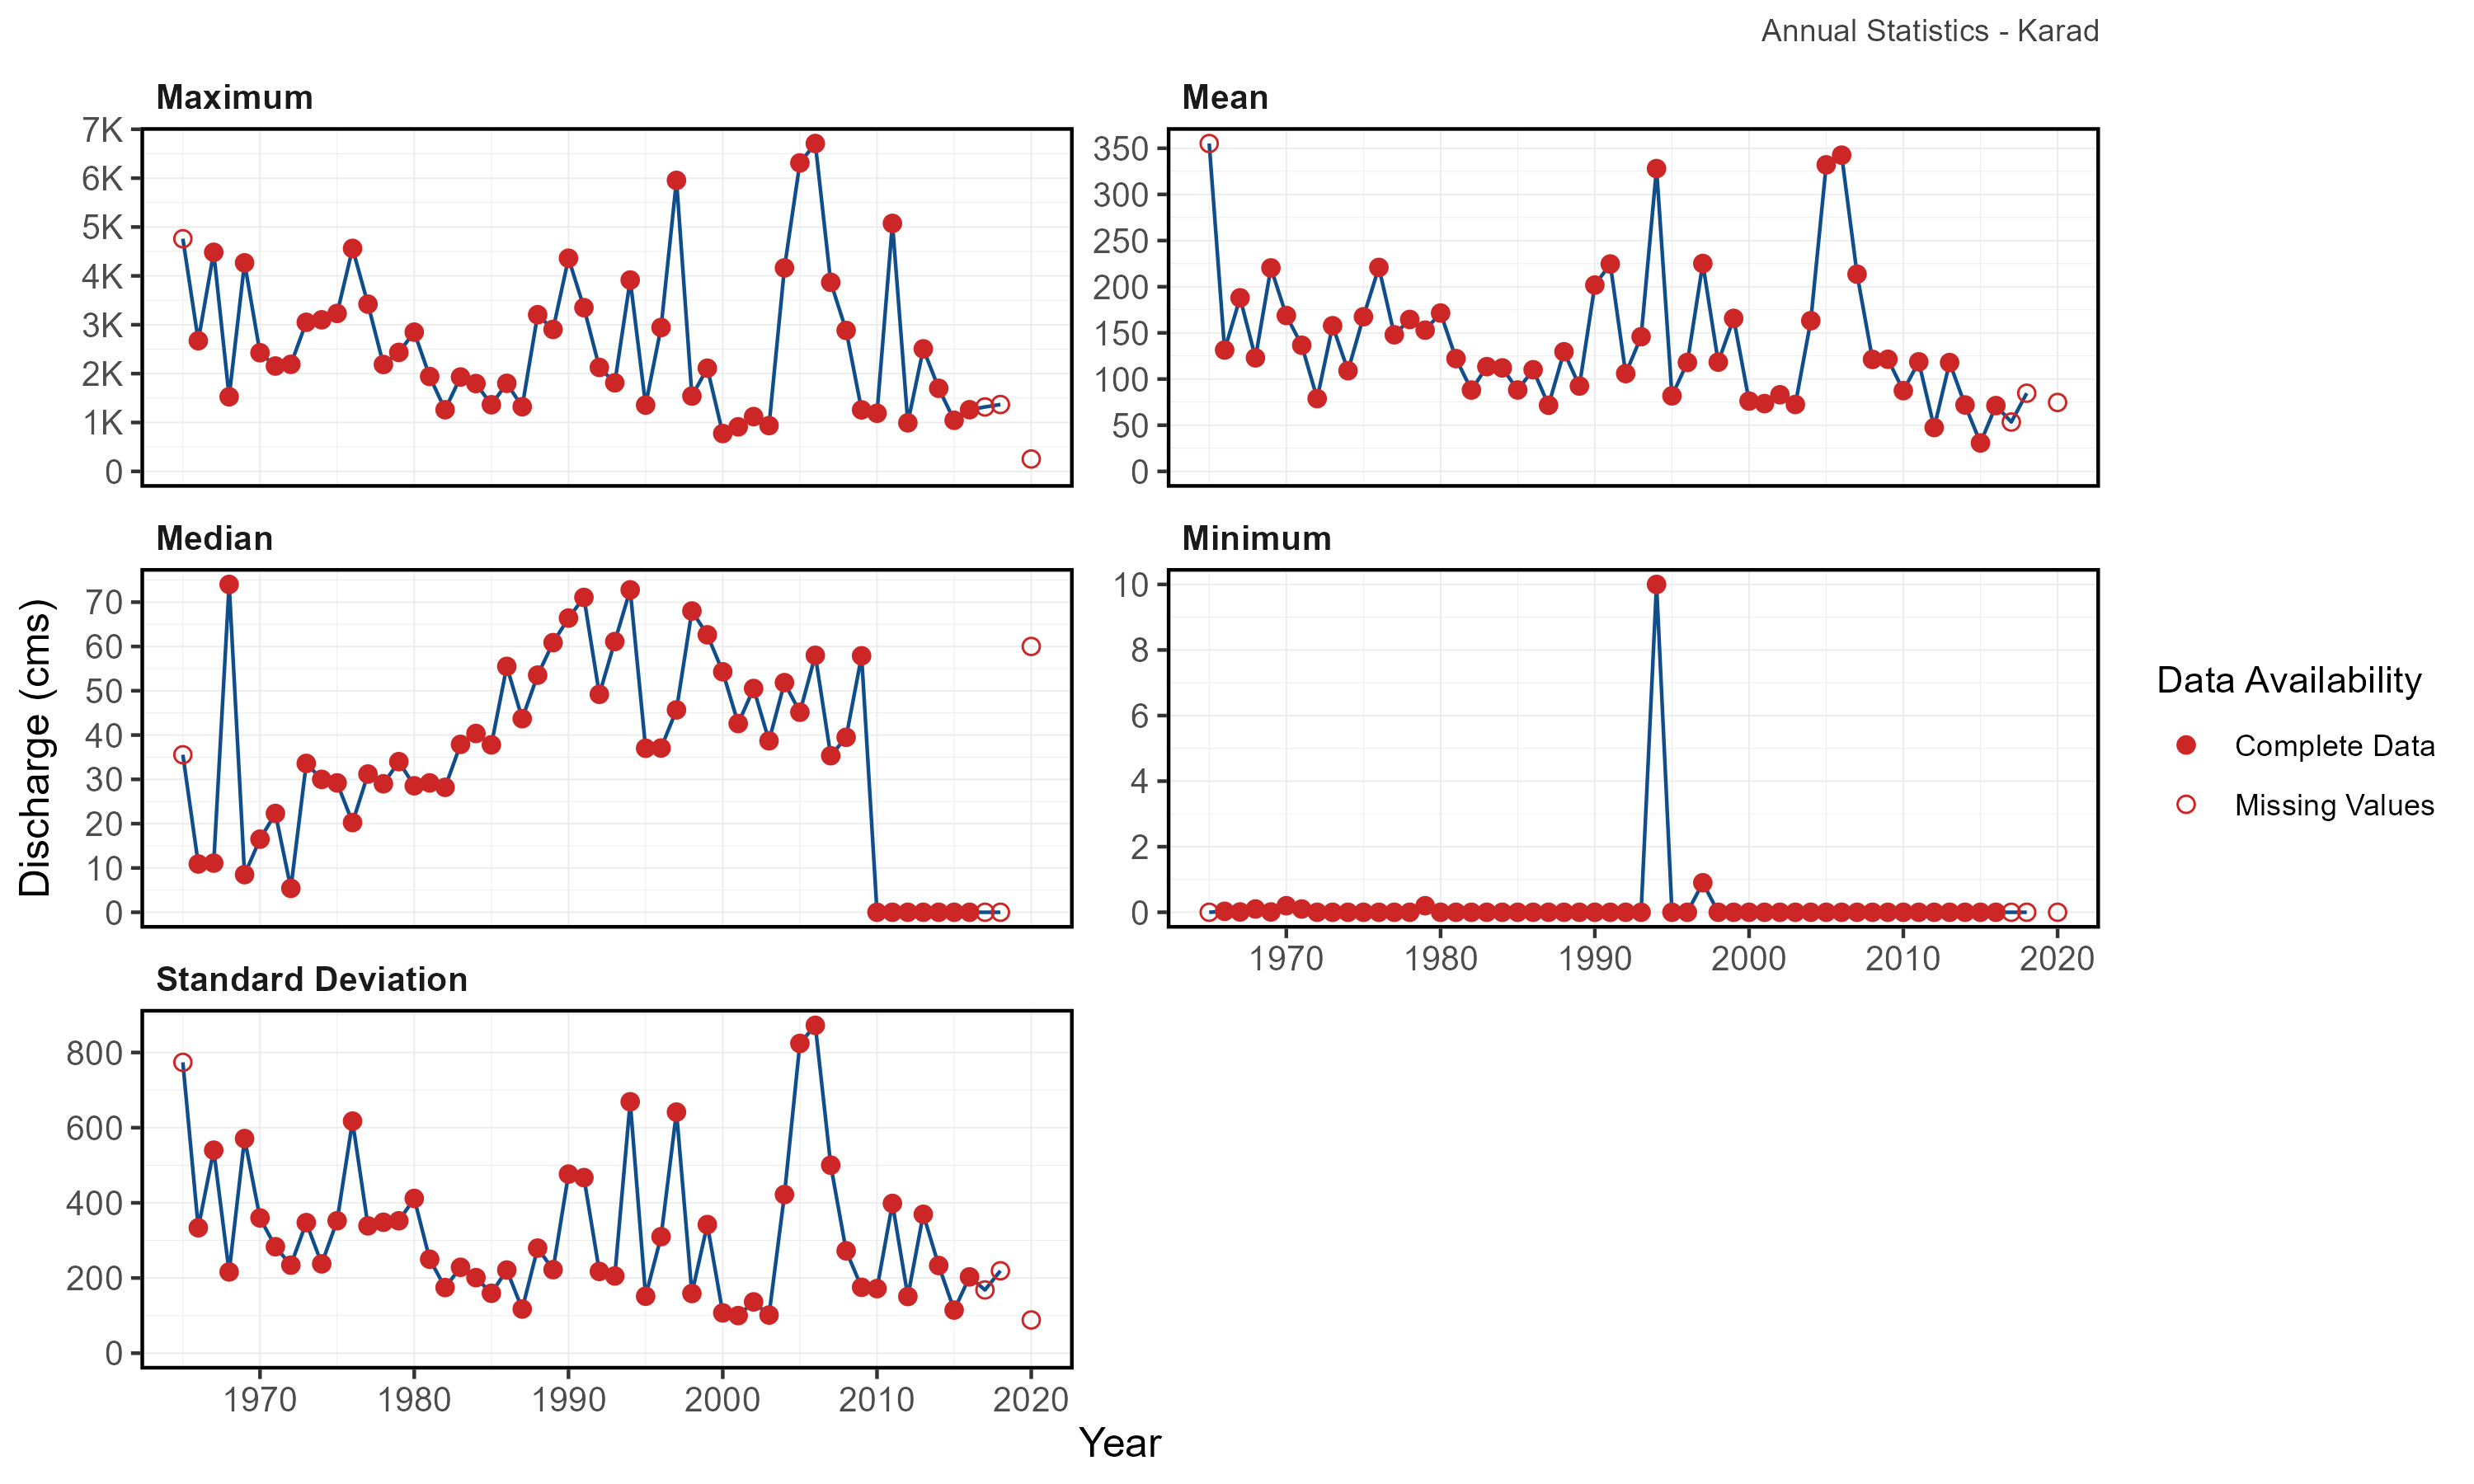 Annual Statistics - Karad
Maximum
7K
6K
5K
4K
3K
2K
1K
0
Mean
350
300
250
200
150
100
50
0
Discharge (cms)
Median
70
60
50
40
30
20
10
0
Minimum
10
8
6
4
2
0
1970 1980 1990 2000 2010 2020
Standard Deviation
800
600
400
200
0
1970 1980 1990 2000 2010 2020
Year
Data Availability
Complete Data
Missing Values